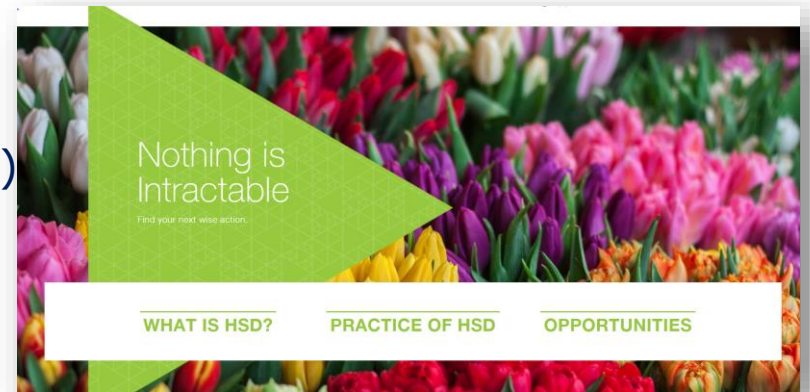 )
Nothing is
Intractable
Find your next wise action.
WHAT IS HSD?
PRACTICE OF HSD
OPPORTUNITIES